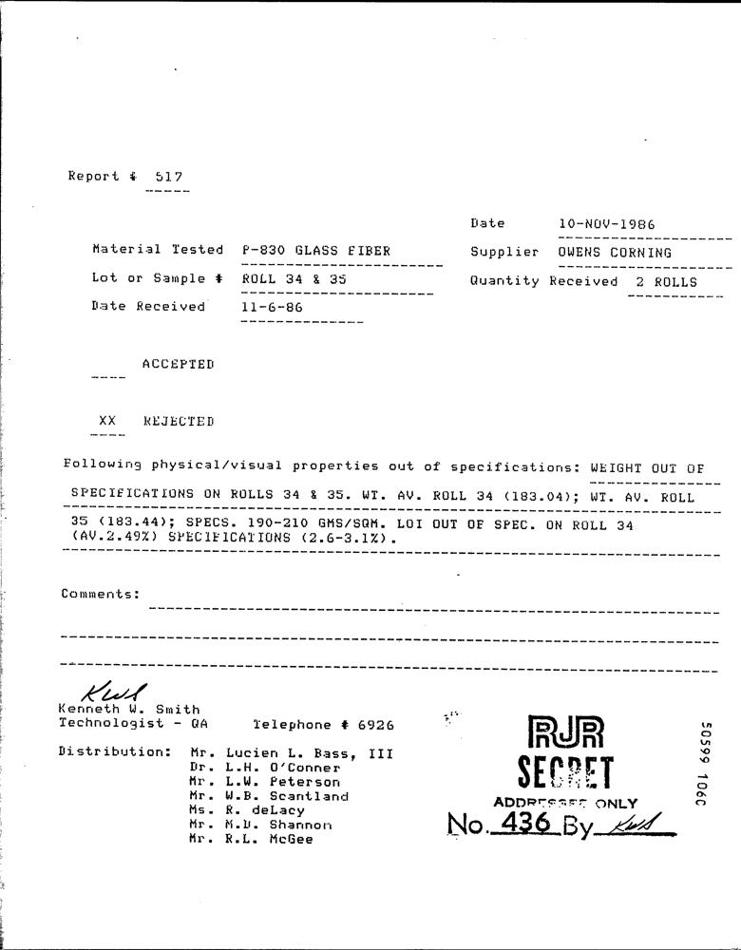 Report # 517
Date 10-NOV-1986
Material Tested P-830 GLASS FIBER
Supplier OWENS CORNING
Lot or Sample # ROLL 34 & 35
Quantity Received 2 ROLLS
Date Received 11-6-86
ACCEPTED
XX REJECTED
Following physical/visual properties out of specifications: WEIGHT OUT OF
SPECIFICATIONS ON ROLLS 34 & 35. WT. AV. ROLL 34 (183.04); WT. AV. ROLL
35 (183.44); SPECS. 190-210 GMS/SQM. LOI OUT OF SPEC. ON ROLL 34
(AV.2.49%) SPECIFICATIONS (2.6-3.1%).
Comments:
KWS
Kenneth W. Smith
Technologist - QA Telephone # 6926
Distribution: Mr. Lucien L. Bass, III
Dr. L.H. O'Conner
Mr. L.W. Peterson
Mr. W.B. Scantland
Ms. R. deLacy
Mr. M.D. Shannon
Mr. R.L. McGee
RJR
SECRET
ADDRESSEE ONLY
No. 436 By KWS
50599 1060